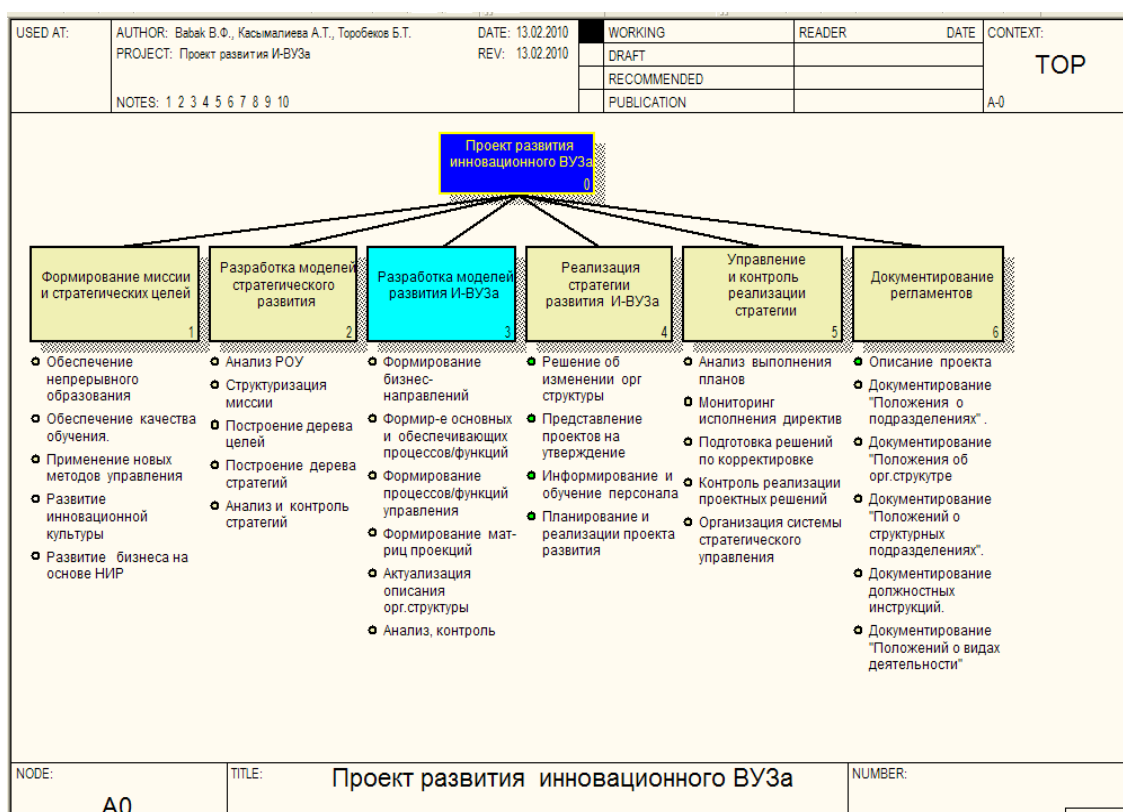 USED AT:
AUTHOR: Babak В.Ф., Касымалиева А.Т., Торобеков Б.Т.
DATE: 13.02.2010
PROJECT: Проект развития И-ВУЗа
REV: 13.02.2010
NOTES: 1 2 3 4 5 6 7 8 9 10
WORKING
DRAFT
RECOMMENDED
PUBLICATION
READER
DATE
CONTEXT:
TOP
A-0
Проект развития
инновационного ВУЗа
0
Формирование миссии
и стратегических целей
1
Разработка моделей
стратегического
развития
2
Разработка моделей
развития И-ВУЗа
3
Реализация
стратегии
развития И-ВУЗа
4
Управление
и контроль
реализации
стратегии
5
Документирование
регламентов
6
Обеспечение
непрерывного
образования
Обеспечение качества
обучения.
Применение новых
методов управления
Развитие
инновационной
культуры
Развитие бизнеса на
основе НИР
Анализ РОУ
Структуризация
миссии
Построение дерева
целей
Построение дерева
стратегий
Анализ и контроль
стратегий
Формирование
бизнес-
направлений
Формир-е основных
и обеспечивающих
процессов/функций
Формирование
процессов/функций
управления
Формирование мат-
риц проекций
Актуализация
описания
орг.структуры
Анализ, контроль
Решение об
изменении орг
структуры
Представление
проектов на
утверждение
Информирование и
обучение персонала
Планирование и
реализации проекта
развития
Анализ выполнения
планов
Мониторинг
исполнения директив
Подготовка решений
по корректировке
Контроль реализации
проектных решений
Организация системы
стратегического
управления
Описание проекта
Документирование
"Положения о
подразделениях" .
Документирование
"Положения об
орг.струкутре
Документирование
"Положений о
структурных
подразделениях".
Документирование
должностных
инструкций.
Документирование
"Положений о видах
деятельности"
NODE:
A0
TITLE:
Проект развития инновационного ВУЗа
NUMBER: